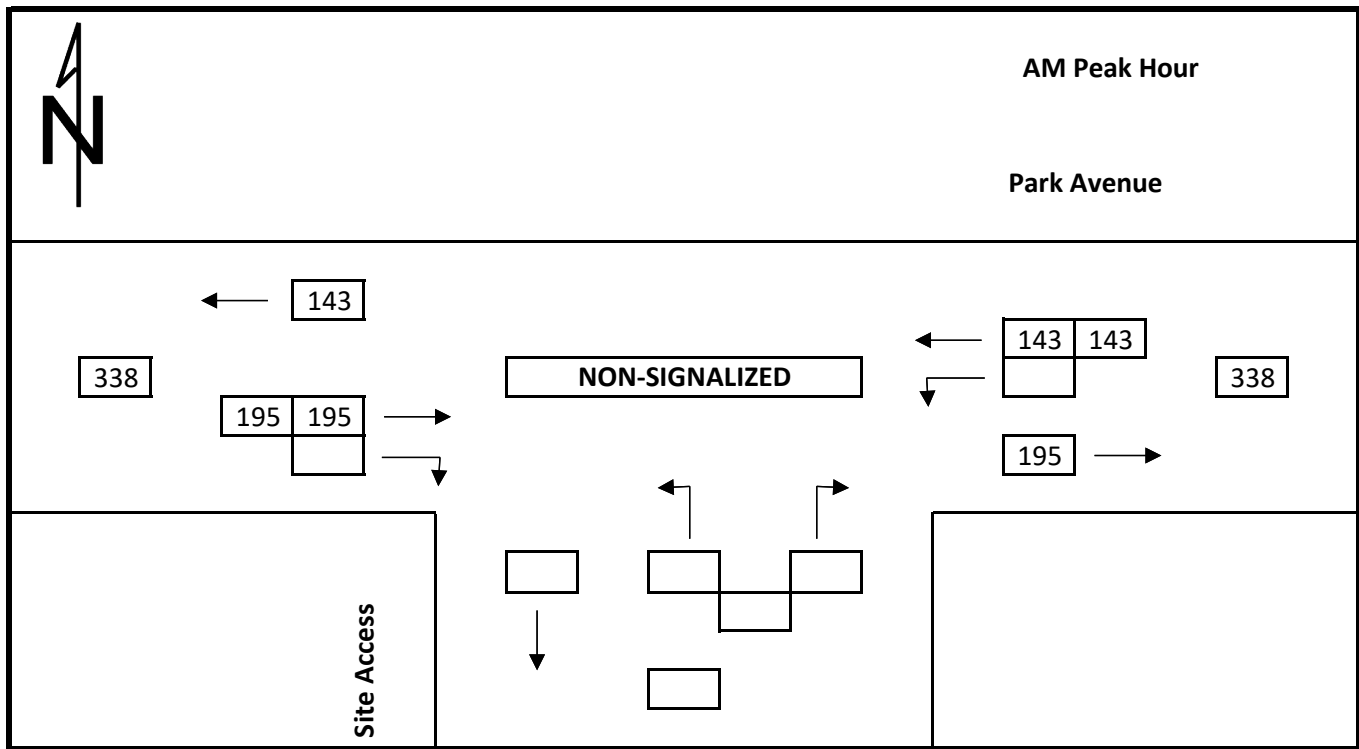 N
AM Peak Hour
Park Avenue
143
143 143
338
NON-SIGNALIZED
338
195 195
195
Site Access